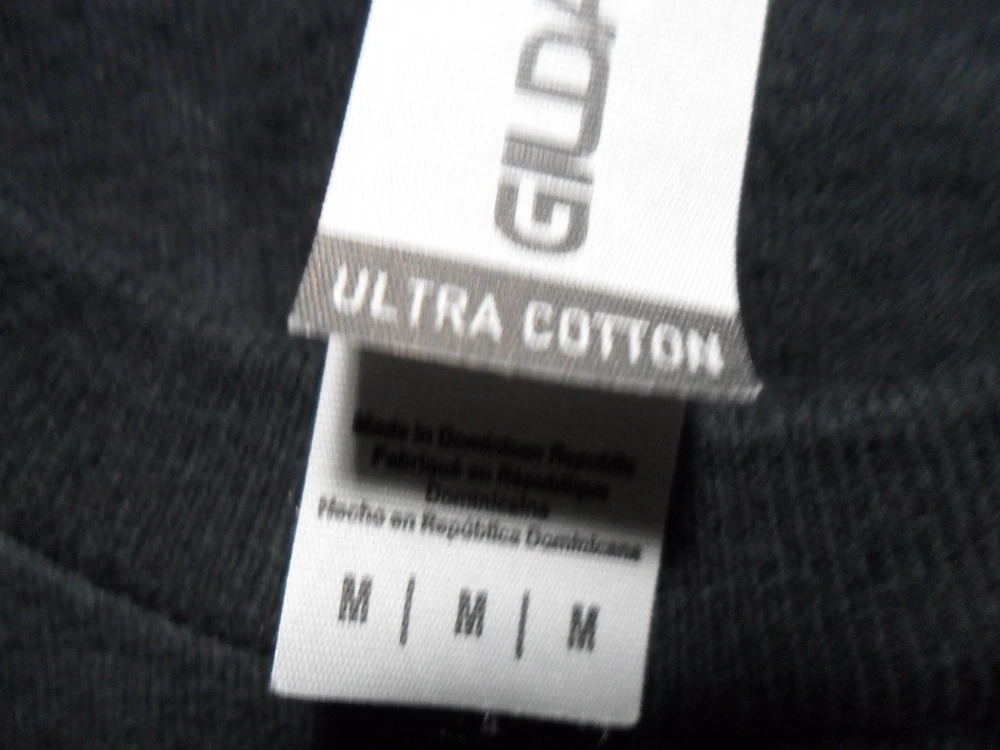 GILDA
ULTRA COTTON
Made in Dominican Republic
Fabriqué en République
Dominicaine
Hecho en República Dominicana
M | M | M